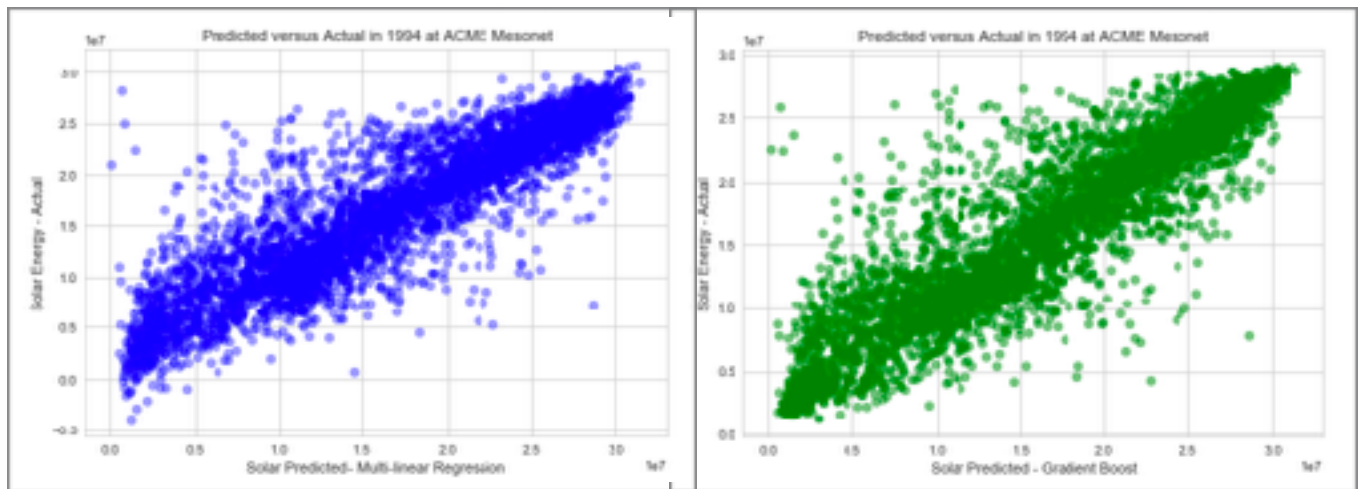 Predicted versus Actual in 1994 at ACME Mesonet
1e7
3.0
2.5
2.0
1.5
1.0
0.5
0.0
Solar Energy - Actual
0.0 0.5 1.0 1.5 2.0 2.5 3.0
1e7
Solar Predicted- Multi-linear Regression
Predicted versus Actual in 1994 at ACME Mesonet
1e7
3.0
2.5
2.0
1.5
1.0
0.5
0.0
Solar Energy - Actual
0.0 0.5 1.0 1.5 2.0 2.5 3.0
1e7
Solar Predicted - Gradient Boost